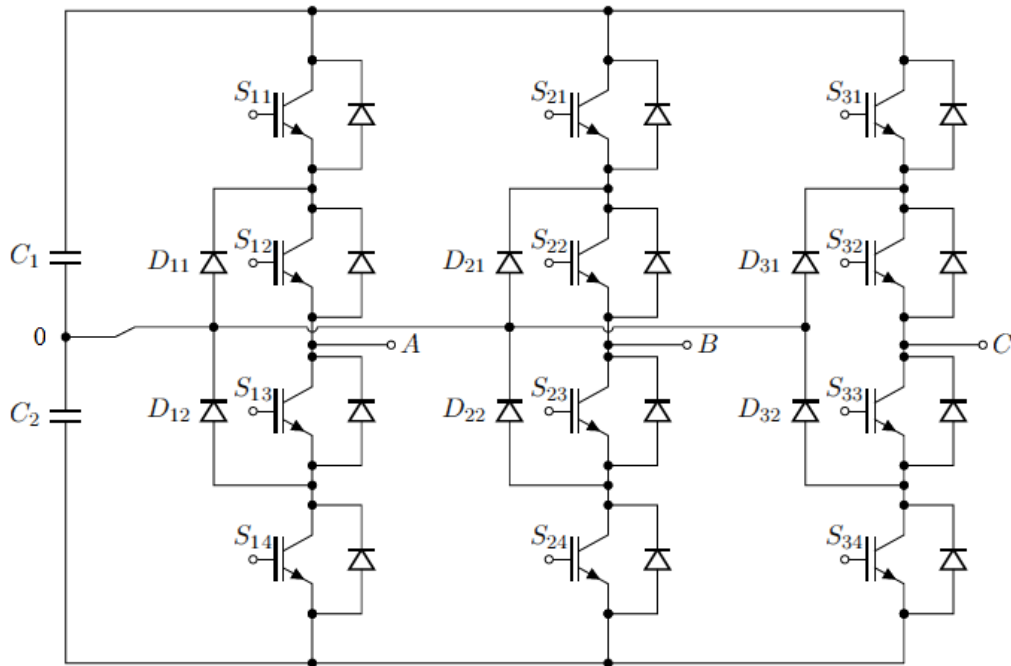 S11 S21 S31
C1 D11 S12 D21 S22 D31 S32
0 A B C
C2 D12 S13 D22 S23 D32 S33
S14 S24 S34